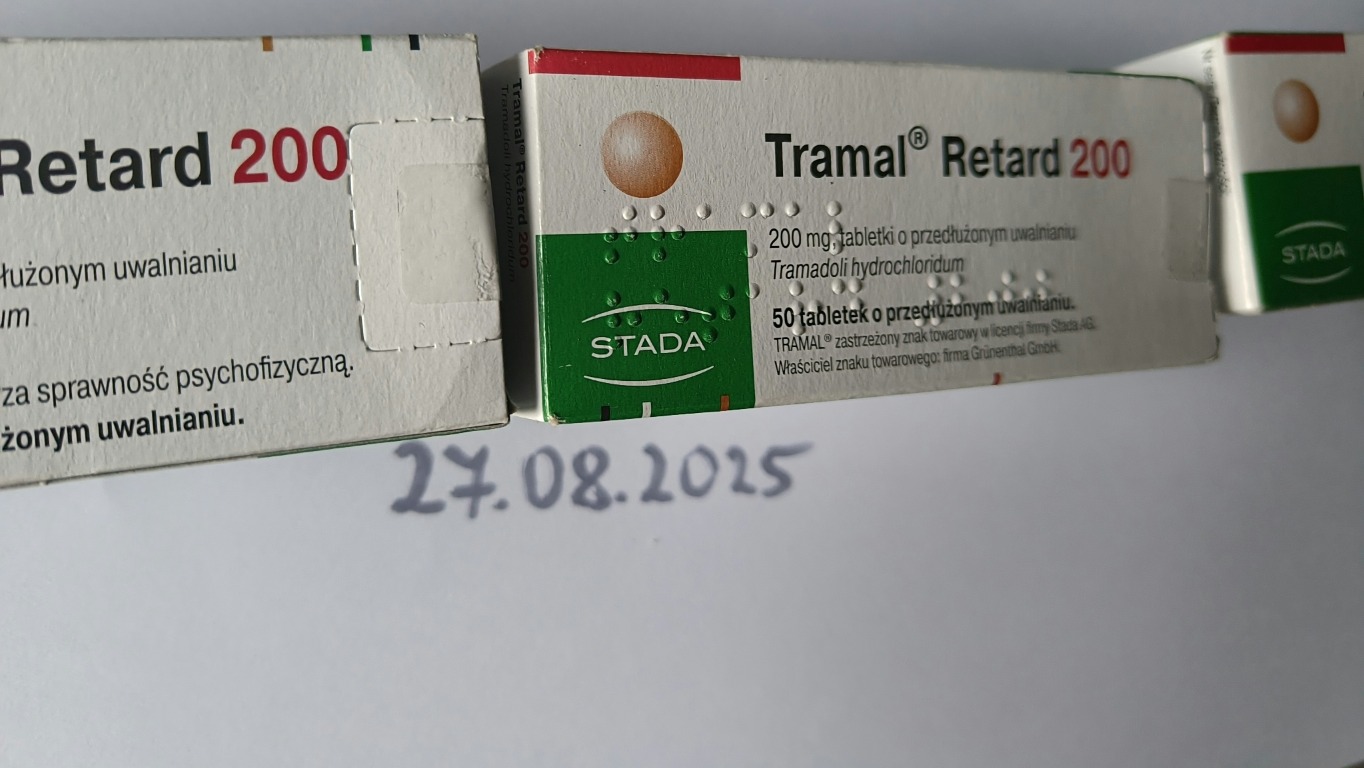 Retard 200
łużonym uwalnianiu
um
za sprawność psychofizyczną.
żonym uwalnianiu.
Tramal® Retard 200
Tramadoli hydrochloridum
Tramal® Retard 200
200 mg, tabletki o przedłużonym uwalnianiu
Tramadoli hydrochloridum
50 tabletek o przedłużonym uwalnianiu.
TRAMAL® zastrzeżony znak towarowy w licencji firmy Stada AG.
Właściciel znaku towarowego: firma Grünenthal GmbH.
STADA
STADA
27.08.2025